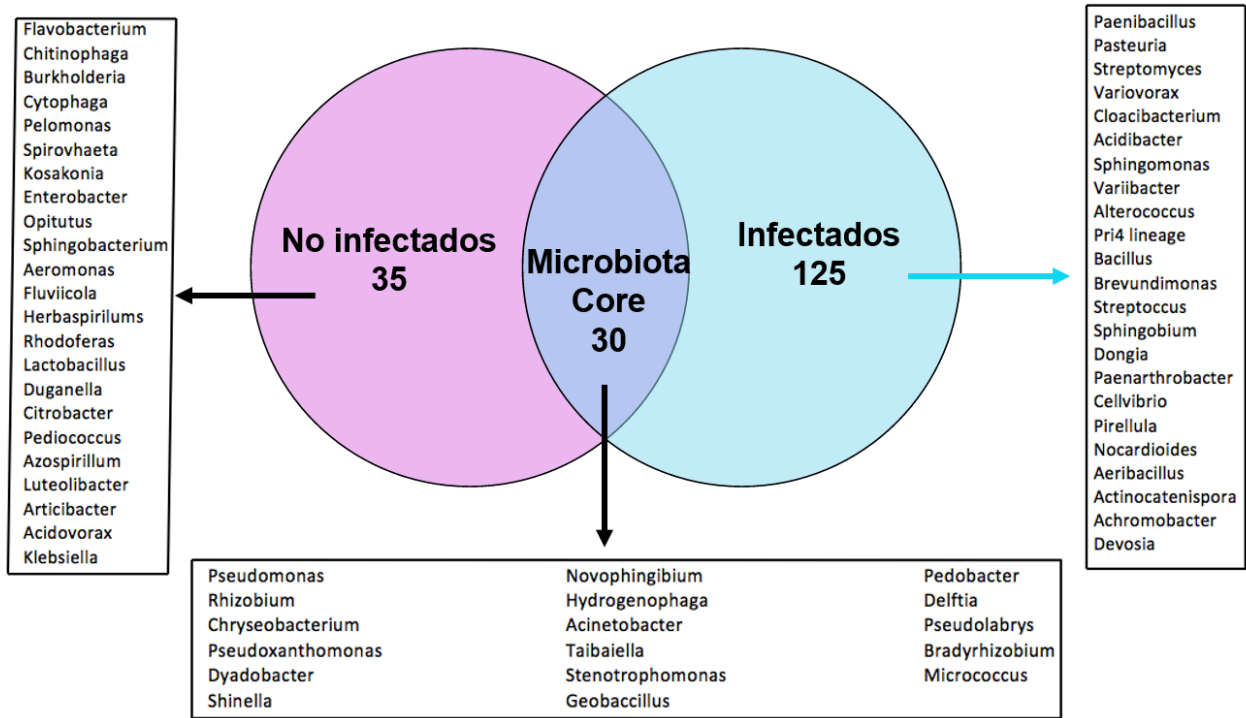 Flavobacterium
Chitinophaga
Burkholderia
Cytophaga
Pelomonas
Spirovhaeta
Kosakonia
Enterobacter
Opitutus
Sphingobacterium
Aeromonas
Fluviicola
Herbaspirilums
Rhodoferas
Lactobacillus
Duganella
Citrobacter
Pediococcus
Azospirillum
Luteolibacter
Articibacter
Acidovorax
Klebsiella
No infectados
35
Microbiota
Core
30
Infectados
125
Paenibacillus
Pasteuria
Streptomyces
Variovorax
Cloacibacterium
Acidibacter
Sphingomonas
Variibacter
Alterococcus
Pri4 lineage
Bacillus
Brevundimonas
Streptoccus
Sphingobium
Dongia
Paenarthrobacter
Cellvibrio
Pirellula
Nocardioides
Aeribacillus
Actinocatenispora
Achromobacter
Devosia
Pseudomonas
Rhizobium
Chryseobacterium
Pseudoxanthomonas
Dyadobacter
Shinella
Novophingibium
Hydrogenophaga
Acinetobacter
Taibaiella
Stenotrophomonas
Geobaccillus
Pedobacter
Delftia
Pseudolabrys
Bradyrhizobium
Micrococcus